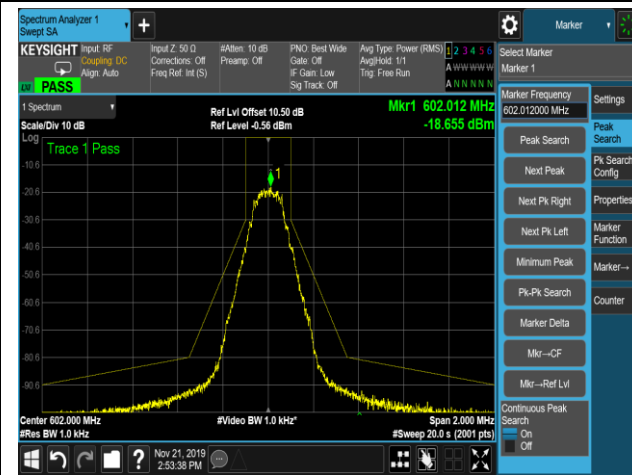 Spectrum Analyzer 1
Swept SA
+
Marker
KEYSIGHT
Input: RF
Coupling: DC
Align: Auto
Input Z: 50 Ω
Corrections: Off
Freq Ref: Int (S)
#Atten: 10 dB
Preamp: Off
PNO: Best Wide
Gate: Off
IF Gain: Low
Sig Track: Off
Avg Type: Power (RMS)
Avg|Hold: 1/1
Trig: Free Run
1 2 3 4 5 6
A W W W W W
A N N N N N
PASS
Select Marker
Marker 1
1 Spectrum
Scale/Div 10 dB
Log
Ref Lvl Offset 10.50 dB
Ref Level -0.56 dBm
Mkr1 602.012 MHz
-18.655 dBm
Trace 1 Pass
1
-10.6
-20.6
-30.6
-40.6
-50.6
-60.6
-70.6
-80.6
-90.6
Center 602.000 MHz
#Res BW 1.0 kHz
#Video BW 1.0 kHz*
Span 2.000 MHz
#Sweep 20.0 s (2001 pts)
Marker Frequency
602.012000 MHz
Peak Search
Next Peak
Next Pk Right
Next Pk Left
Minimum Peak
Pk-Pk Search
Marker Delta
Mkr→CF
Mkr→Ref Lvl
Continuous Peak
Search
On
Off
Settings
Peak
Search
Pk Search
Config
Properties
Marker
Function
Marker→
Counter
?
Nov 21, 2019
2:53:38 PM